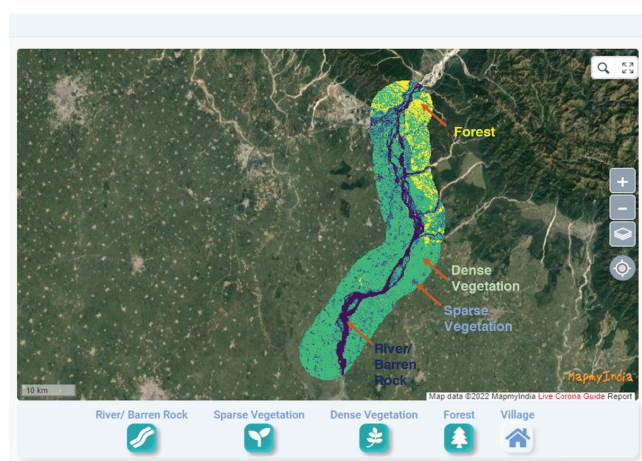 Forest
Dense
Vegetation
Sparse
Vegetation
River/
Barren
Rock
+
−
10 km
MapmyIndia
Map data ©2022 MapmyIndia Live Corona Guide Report
River/ Barren Rock Sparse Vegetation Dense Vegetation Forest Village